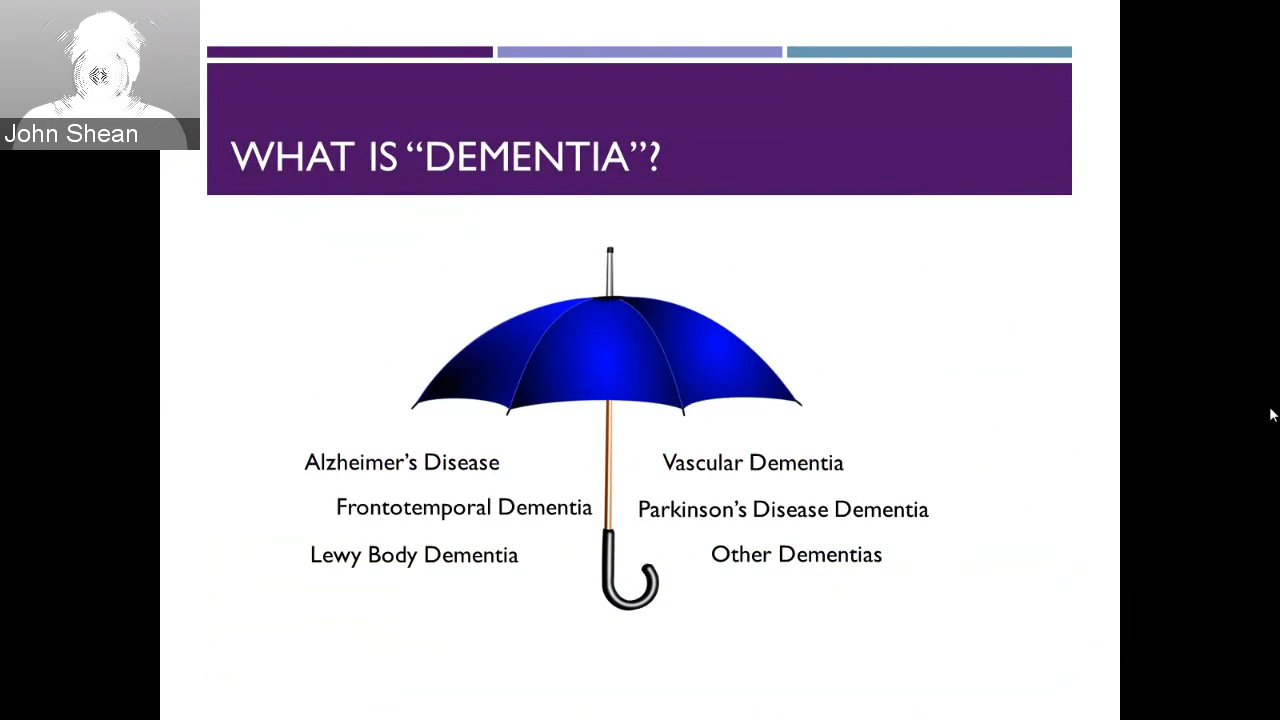 John Shean
WHAT IS “DEMENTIA”?
Alzheimer’s Disease
Vascular Dementia
Frontotemporal Dementia
Parkinson’s Disease Dementia
Lewy Body Dementia
Other Dementias